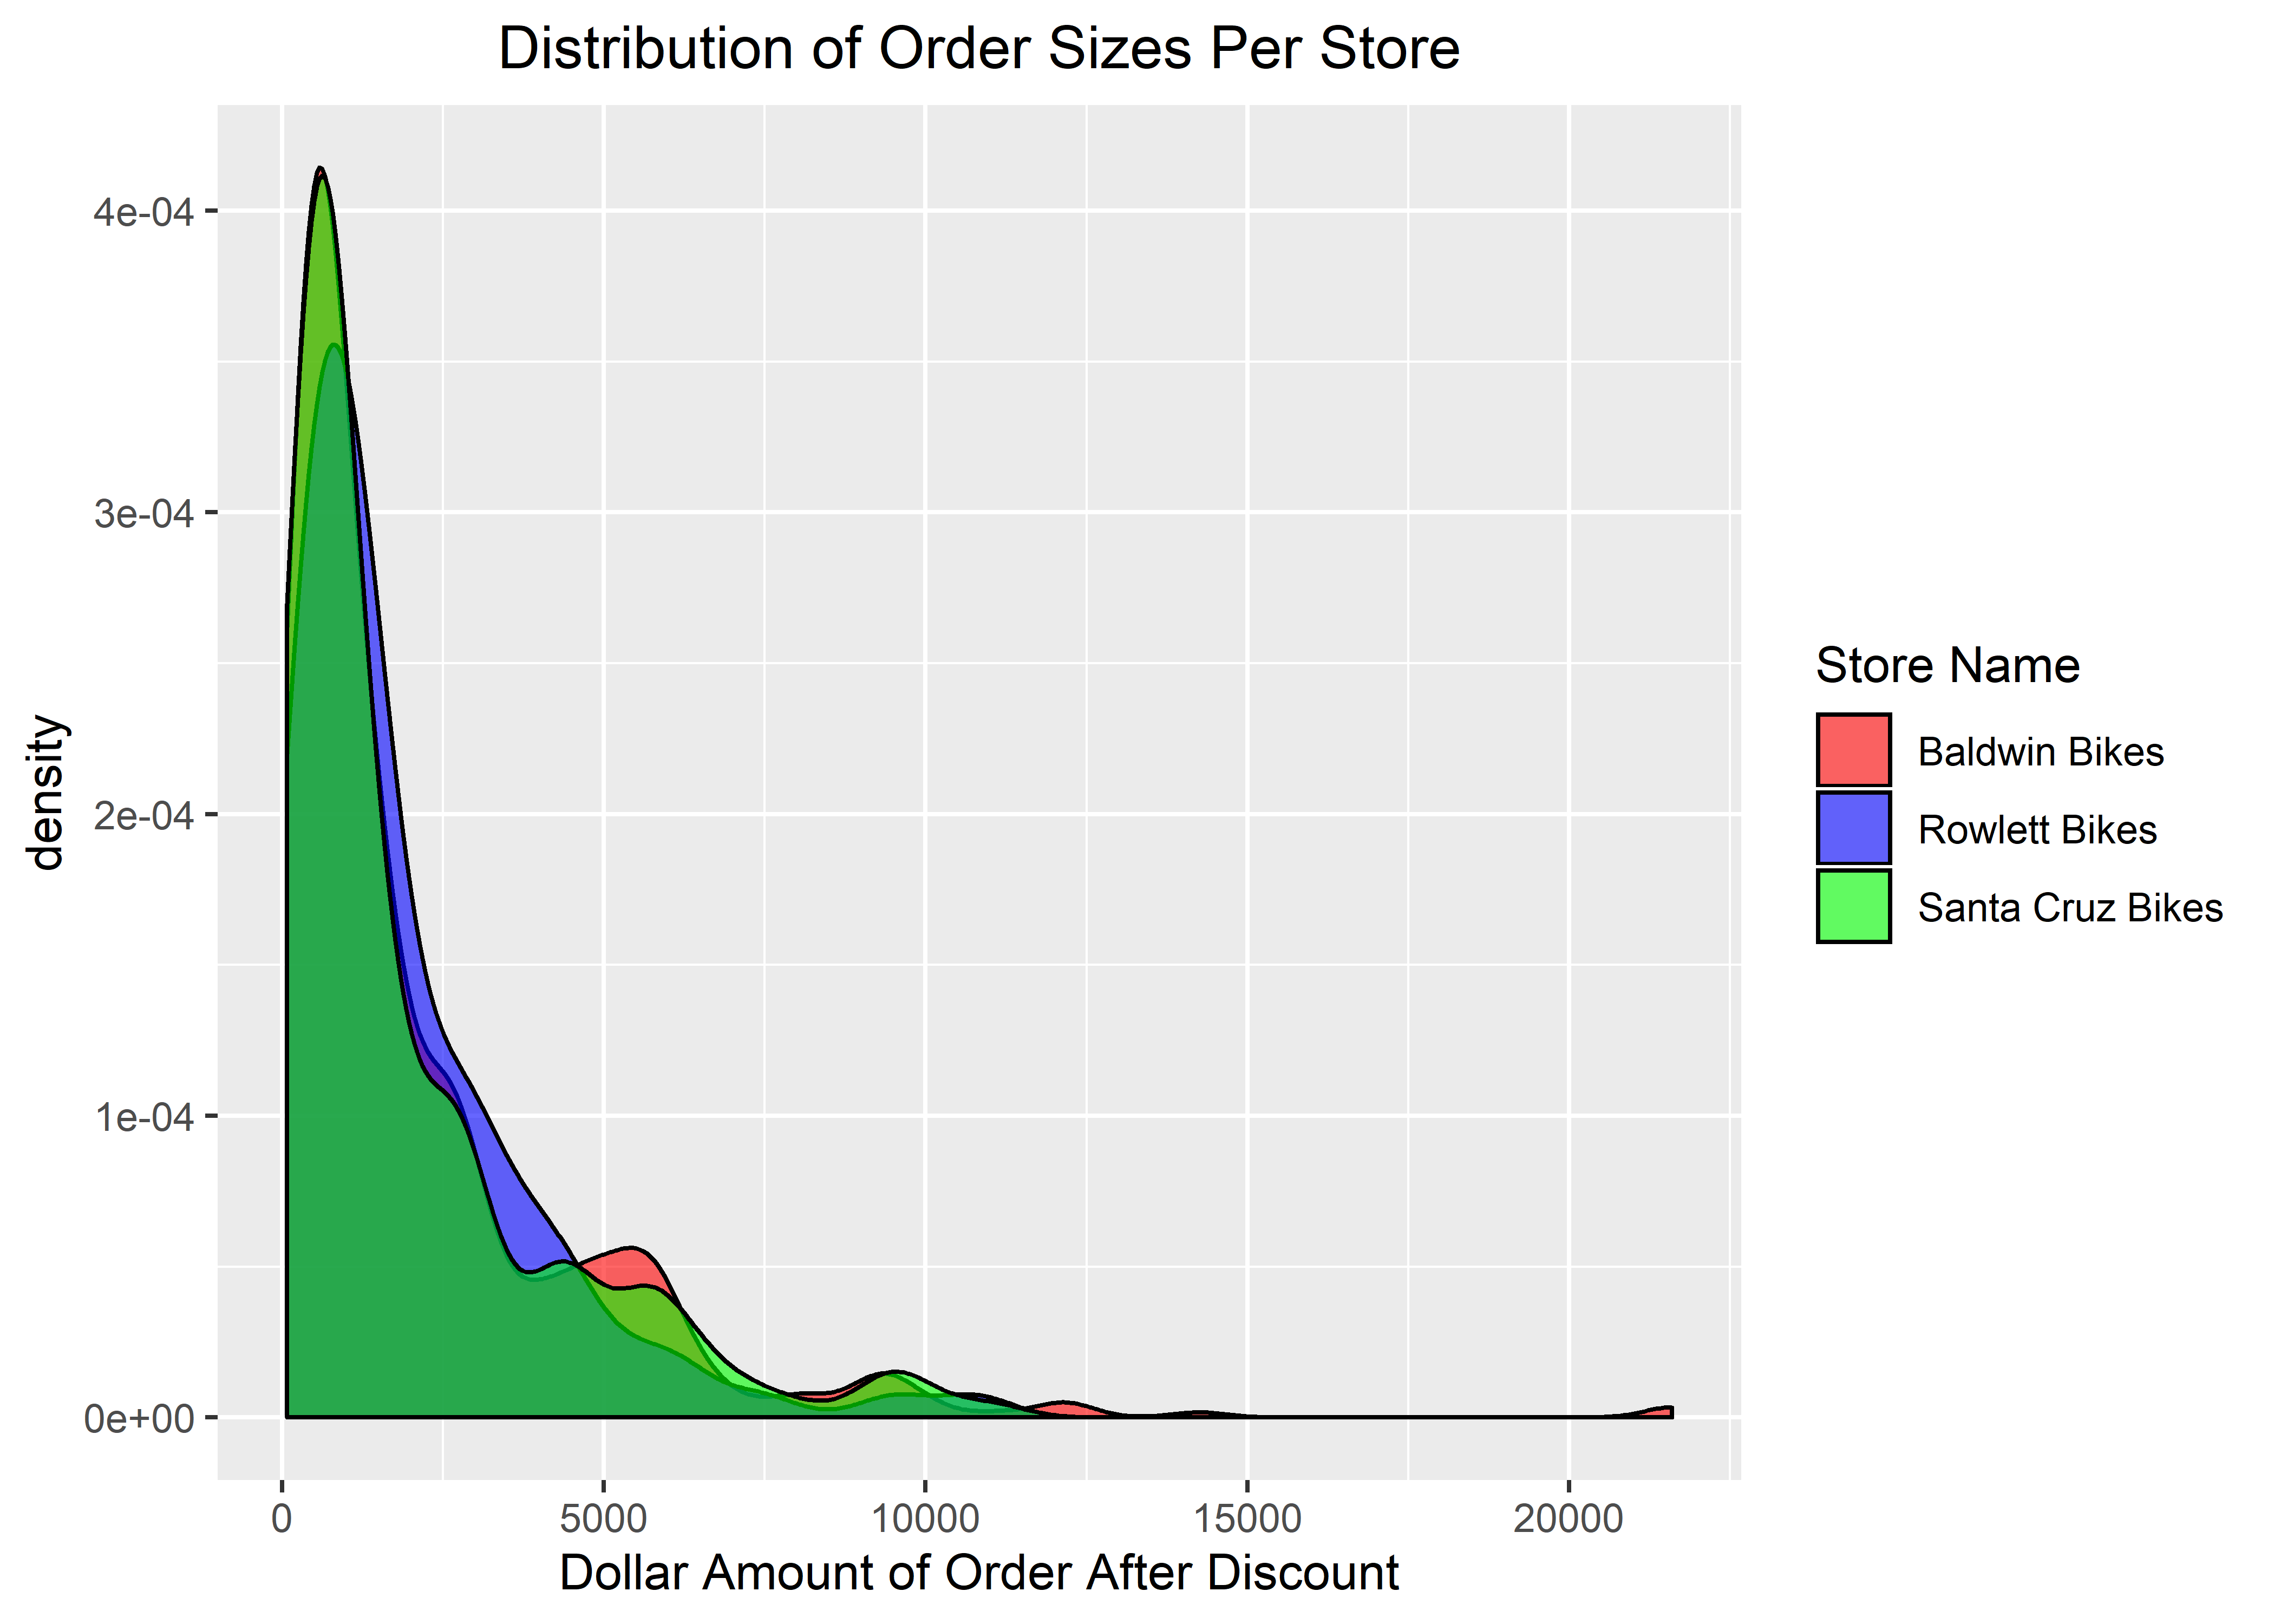 Distribution of Order Sizes Per Store
4e-04
3e-04
2e-04
1e-04
0e+00
density
0
5000
10000
15000
20000
Dollar Amount of Order After Discount
Store Name
Baldwin Bikes
Rowlett Bikes
Santa Cruz Bikes